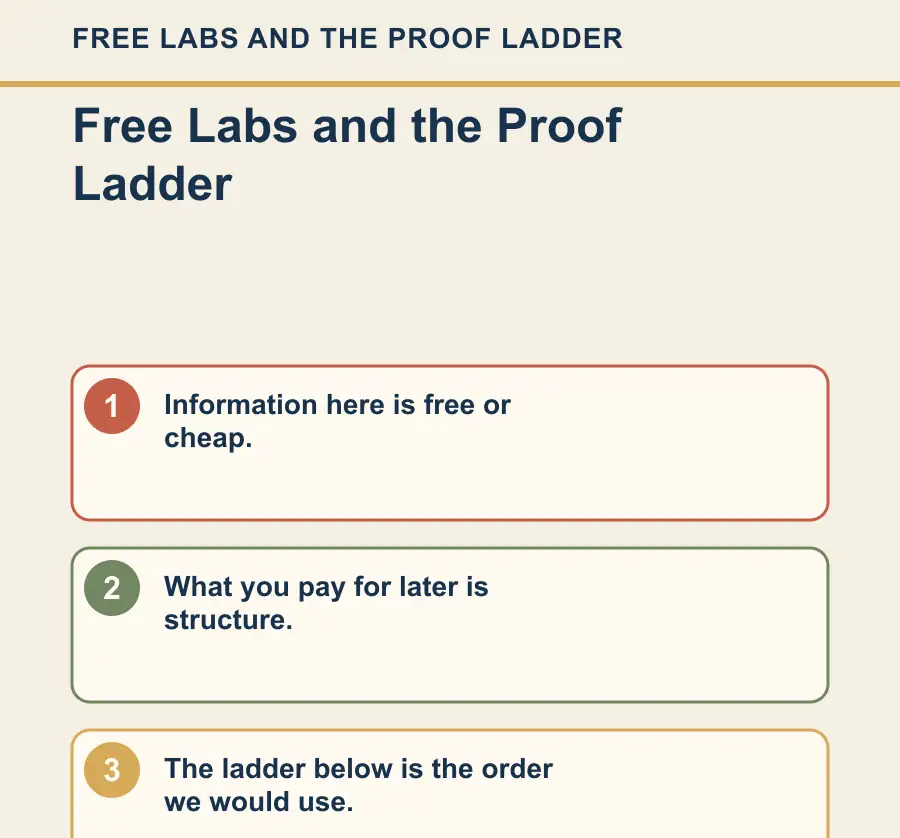 FREE LABS AND THE PROOF LADDER
Free Labs and the Proof
Ladder
1
Information here is free or
cheap.
2
What you pay for later is
structure.
3
The ladder below is the order
we would use.